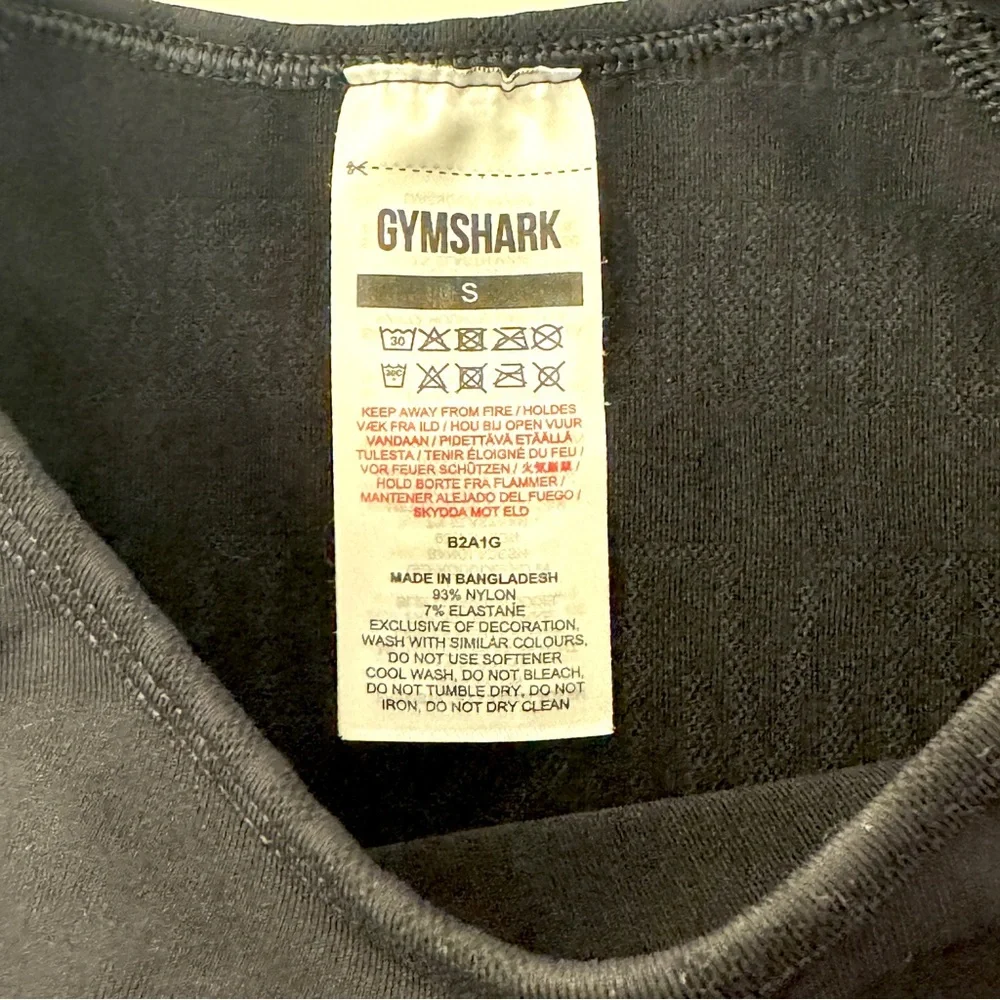 GYMSHARK
S
30
30C
KEEP AWAY FROM FIRE / HOLDES
VÆK FRA ILD / HOU BIJ OPEN VUUR
VANDAAN / PIDETTÄVÄ ETÄÄLLÄ
TULESTA / TENIR ÉLOIGNÉ DU FEU /
VOR FEUER SCHÜTZEN / 火気厳禁 /
HOLD BORTE FRA FLAMMER /
MANTENER ALEJADO DEL FUEGO /
SKYDDA MOT ELD
B2A1G
MADE IN BANGLADESH
93% NYLON
7% ELASTANE
EXCLUSIVE OF DECORATION,
WASH WITH SIMILAR COLOURS,
DO NOT USE SOFTENER
COOL WASH, DO NOT BLEACH,
DO NOT TUMBLE DRY, DO NOT
IRON, DO NOT DRY CLEAN